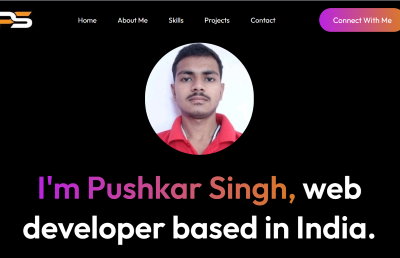 PS
Home About Me Skills Projects Contact Connect With Me
I'm Pushkar Singh, web
developer based in India.